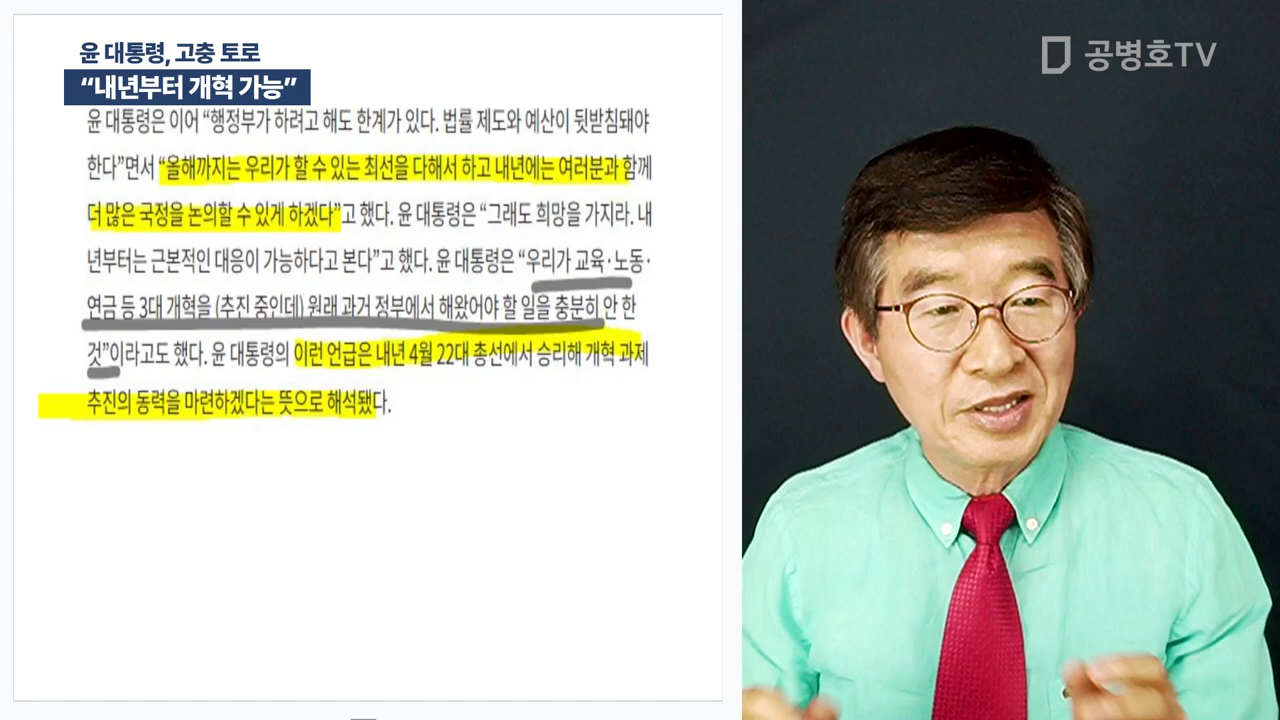 윤 대통령, 고충 토로
“내년부터 개혁 가능”
공병호TV
윤 대통령은 이어 “행정부가 하려고 해도 한계가 있다. 법률 제도와 예산이 뒷받침돼야
한다”면서 “올해까지는 우리가 할 수 있는 최선을 다해서 하고 내년에는 여러분과 함께
더 많은 국정을 논의할 수 있게 하겠다”고 했다. 윤 대통령은 “그래도 희망을 가지라. 내
년부터는 근본적인 대응이 가능하다고 본다”고 했다. 윤 대통령은 “우리가 교육·노동·
연금 등 3대 개혁을 (추진 중인데) 원래 과거 정부에서 해왔어야 할 일을 충분히 안 한
것”이라고도 했다. 윤 대통령의 이런 언급은 내년 4월 22대 총선에서 승리해 개혁 과제
추진의 동력을 마련하겠다는 뜻으로 해석됐다.